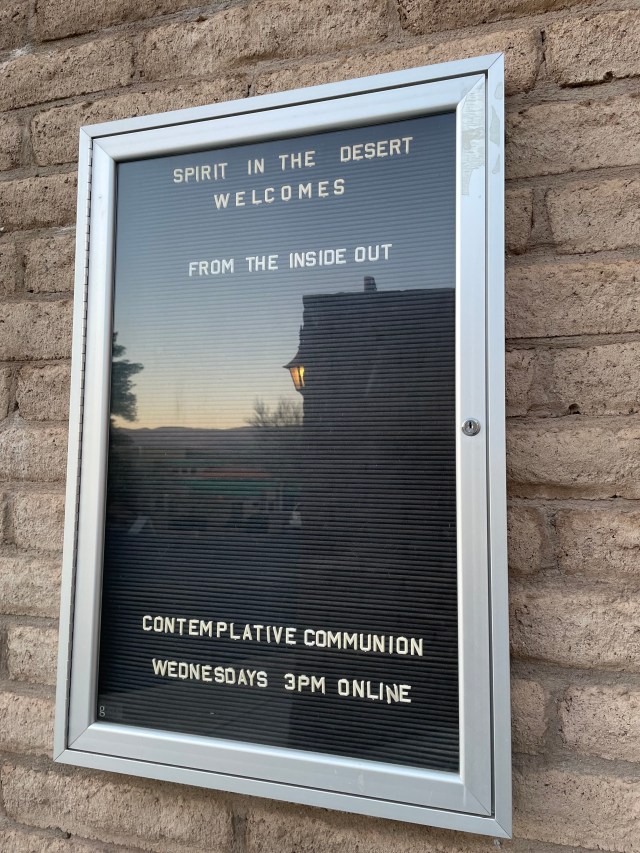 SPIRIT IN THE DESERT
WELCOMES
FROM THE INSIDE OUT
CONTEMPLATIVE COMMUNION
WEDNESDAYS 3PM ONLINE
g